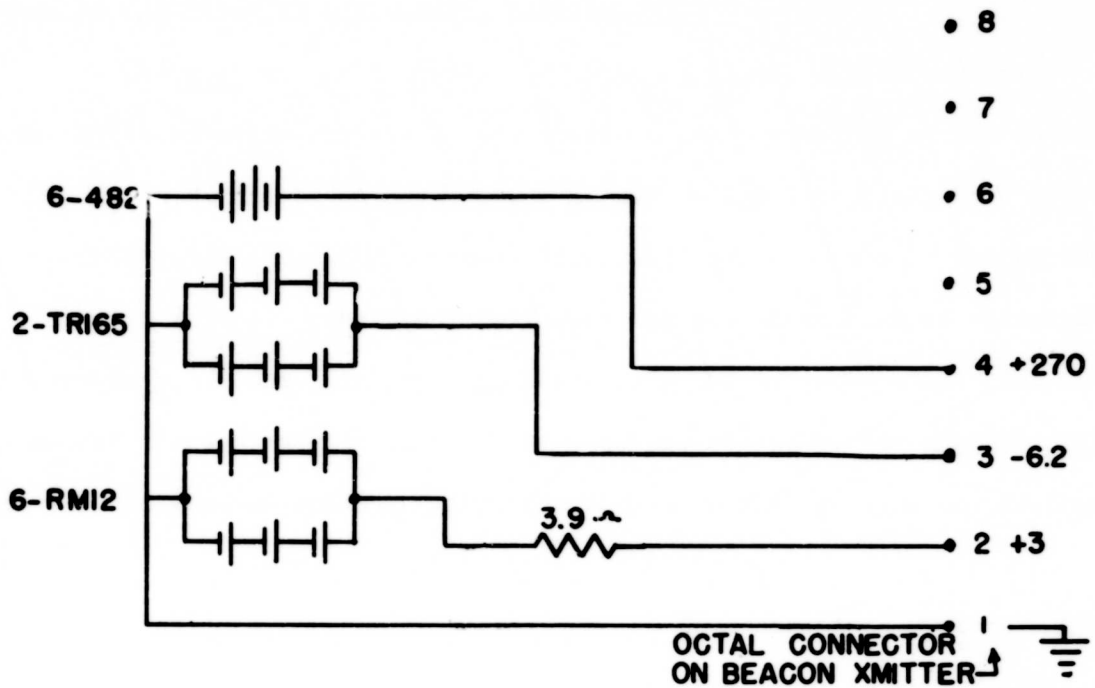 8
7
6-482
6
5
2-TR165
4 +270
3 -6.2
6-RM12
3.9 Ω
2 +3
1
OCTAL CONNECTOR
ON BEACON XMITTER